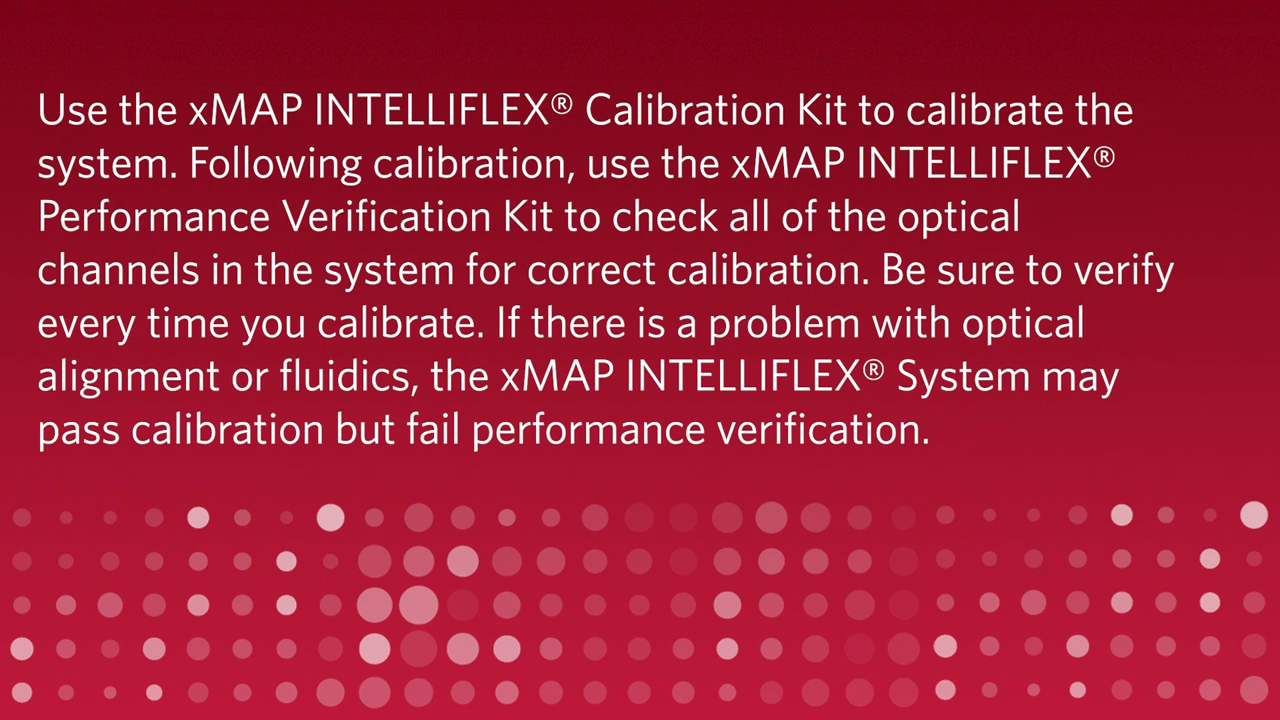 Use the xMAP INTELLIFLEX® Calibration Kit to calibrate the
system. Following calibration, use the xMAP INTELLIFLEX®
Performance Verification Kit to check all of the optical
channels in the system for correct calibration. Be sure to verify
every time you calibrate. If there is a problem with optical
alignment or fluidics, the xMAP INTELLIFLEX® System may
pass calibration but fail performance verification.